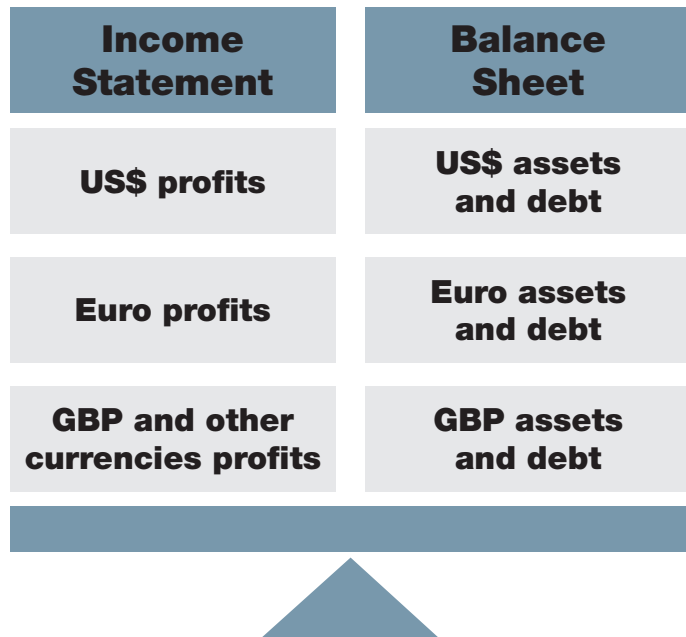 Income
Statement
Balance
Sheet
US$ profits
US$ assets
and debt
Euro profits
Euro assets
and debt
GBP and other
currencies profits
GBP assets
and debt